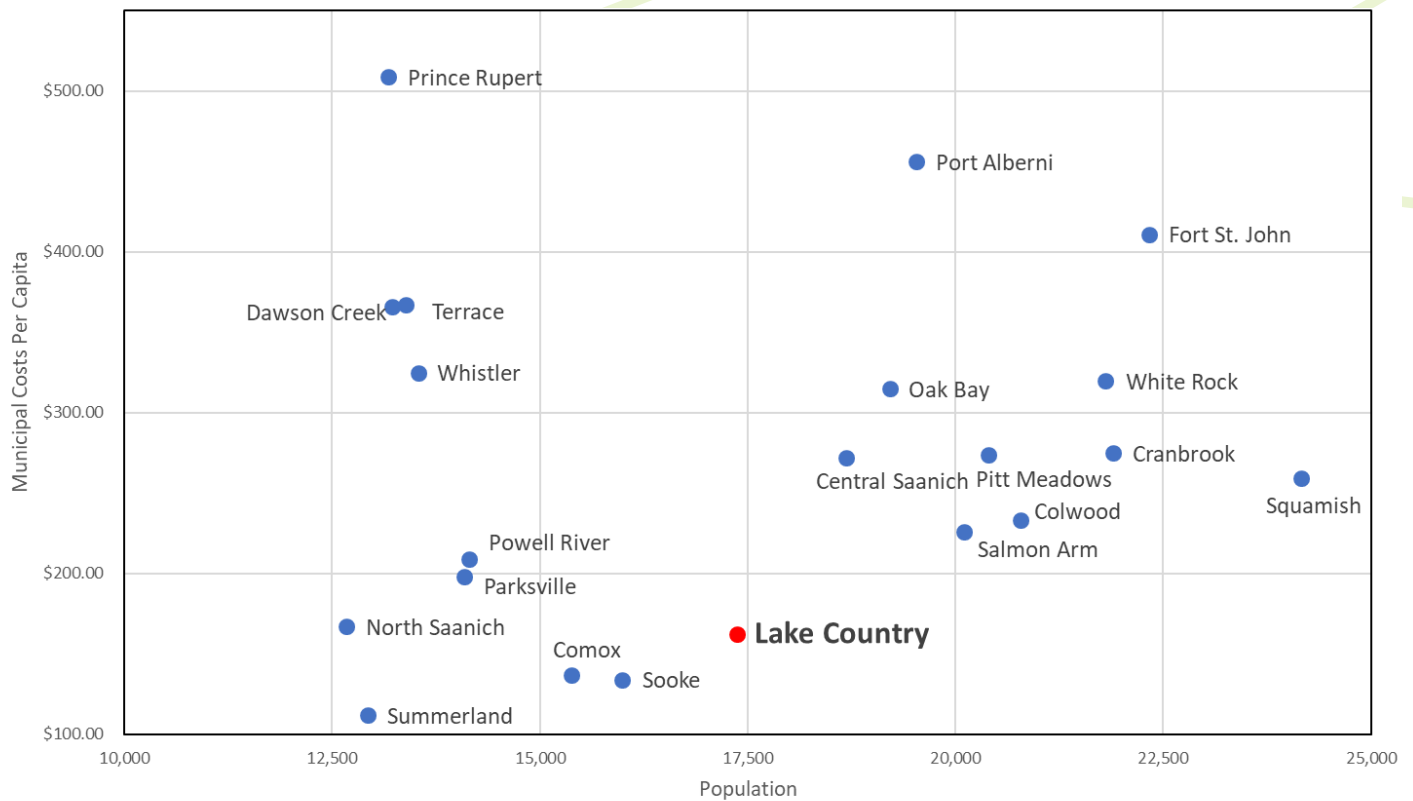 $500.00
$400.00
$300.00
$200.00
$100.00
Municipal Costs Per Capita
Prince Rupert
Port Alberni
Fort St. John
Dawson Creek
Terrace
Whistler
Oak Bay
White Rock
Cranbrook
Central Saanich
Pitt Meadows
Squamish
Colwood
Salmon Arm
Powell River
Parksville
North Saanich
Lake Country
Comox
Sooke
Summerland
10,000
12,500
15,000
17,500
20,000
22,500
25,000
Population